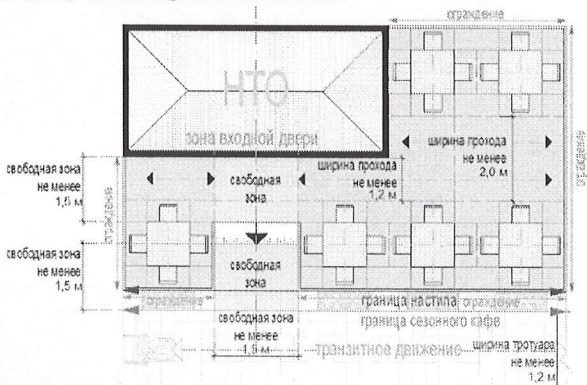 ограждение
НТО
зона входной двери
ширина прохода
не менее
2,0 м
ограждение
свободная зона
не менее
1,5 м
свободная
зона
ширина прохода
не менее
1,2 м
ограждение
свободная зона
не менее
1,5 м
свободная
зона
ограждение
граница настила
ограждение
граница сезонного кафе
свободная зона
не менее
1,5 м
транзитное движение
ширина тротуара
не менее
1,2 м